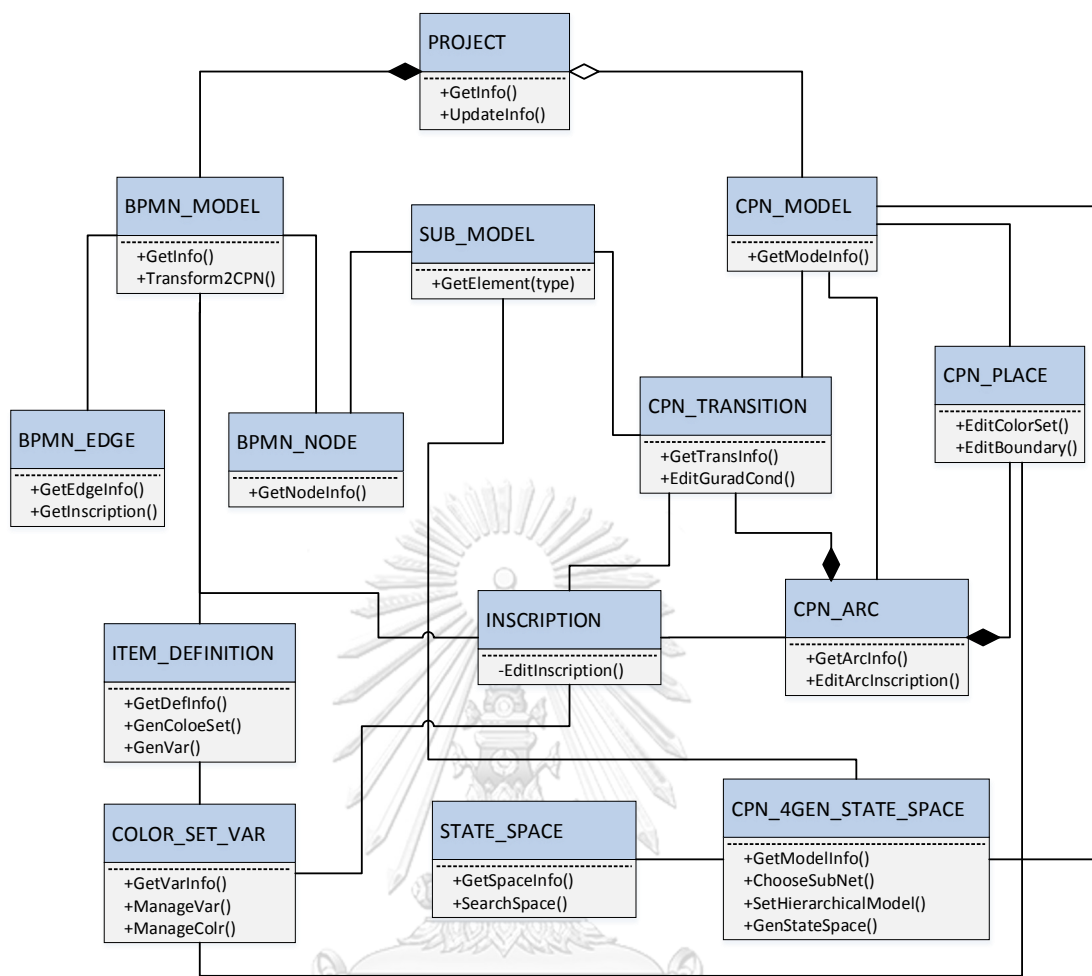 PROJECT
+GetInfo()
+UpdateInfo()
BPMN_MODEL
+GetInfo()
+Transform2CPN()
SUB_MODEL
+GetElement(type)
CPN_MODEL
+GetModeInfo()
BPMN_EDGE
+GetEdgeInfo()
+GetInscription()
BPMN_NODE
+GetNodeInfo()
CPN_TRANSITION
+GetTransInfo()
+EditGuradCond()
CPN_PLACE
+EditColorSet()
+EditBoundary()
ITEM_DEFINITION
+GetDefInfo()
+GenColoeSet()
+GenVar()
INSCRIPTION
-EditInscription()
CPN_ARC
+GetArcInfo()
+EditArcInscription()
COLOR_SET_VAR
+GetVarInfo()
+ManageVar()
+ManageColr()
STATE_SPACE
+GetSpaceInfo()
+SearchSpace()
CPN_4GEN_STATE_SPACE
+GetModelInfo()
+ChooseSubNet()
+SetHierarchicalModel()
+GenStateSpace()